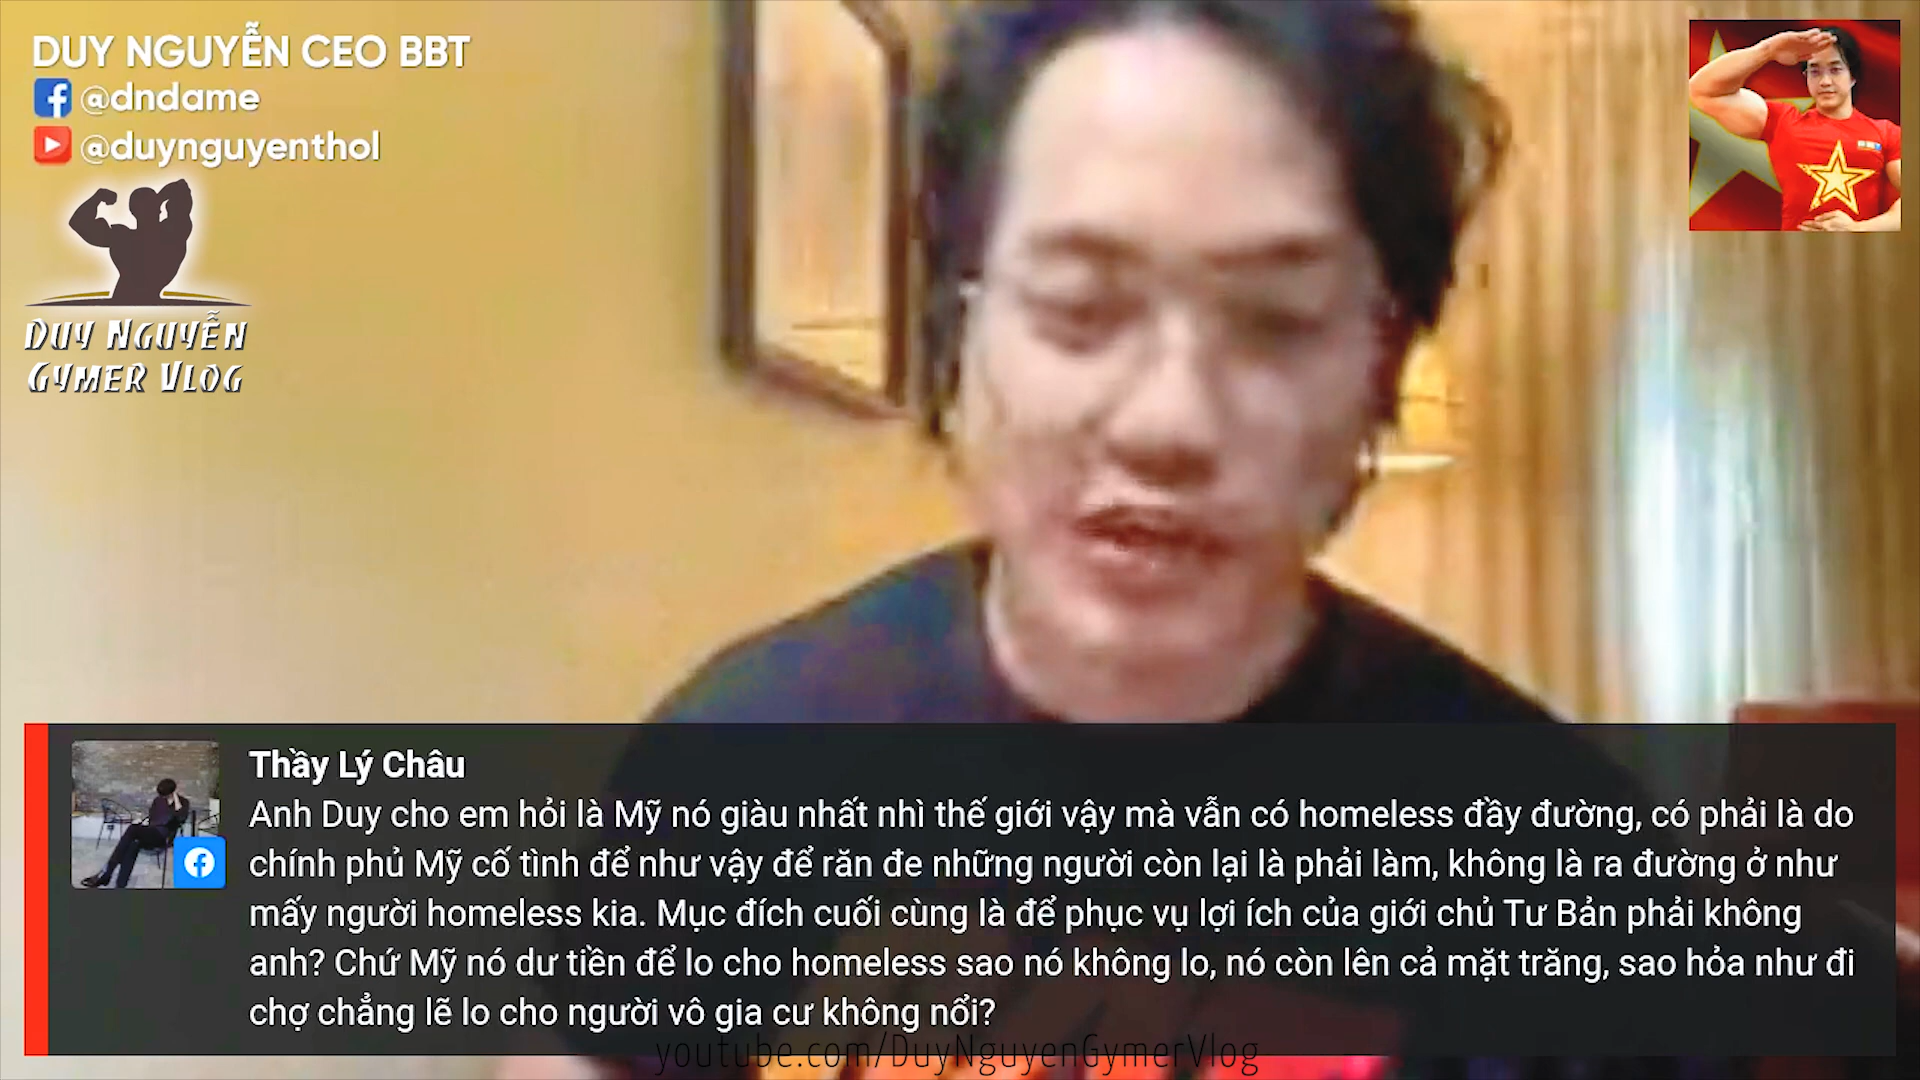 DUY NGUYỄN CEO BBT
@dndame
@duynguyenthol
DUY NGUYỄN
GYMER VLOG
Thầy Lý Châu
Anh Duy cho em hỏi là Mỹ nó giàu nhất nhì thế giới vậy mà vẫn có homeless đầy đường, có phải là do
chính phủ Mỹ cố tình để như vậy để răn đe những người còn lại là phải làm, không là ra đường ở như
mấy người homeless kia. Mục đích cuối cùng là để phục vụ lợi ích của giới chủ Tư Bản phải không
anh? Chứ Mỹ nó dư tiền để lo cho homeless sao nó không lo, nó còn lên cả mặt trăng, sao hỏa như đi
chợ chẳng lẽ lo cho người vô gia cư không nổi?
youtube.com/DuyNguyenGymerVlog